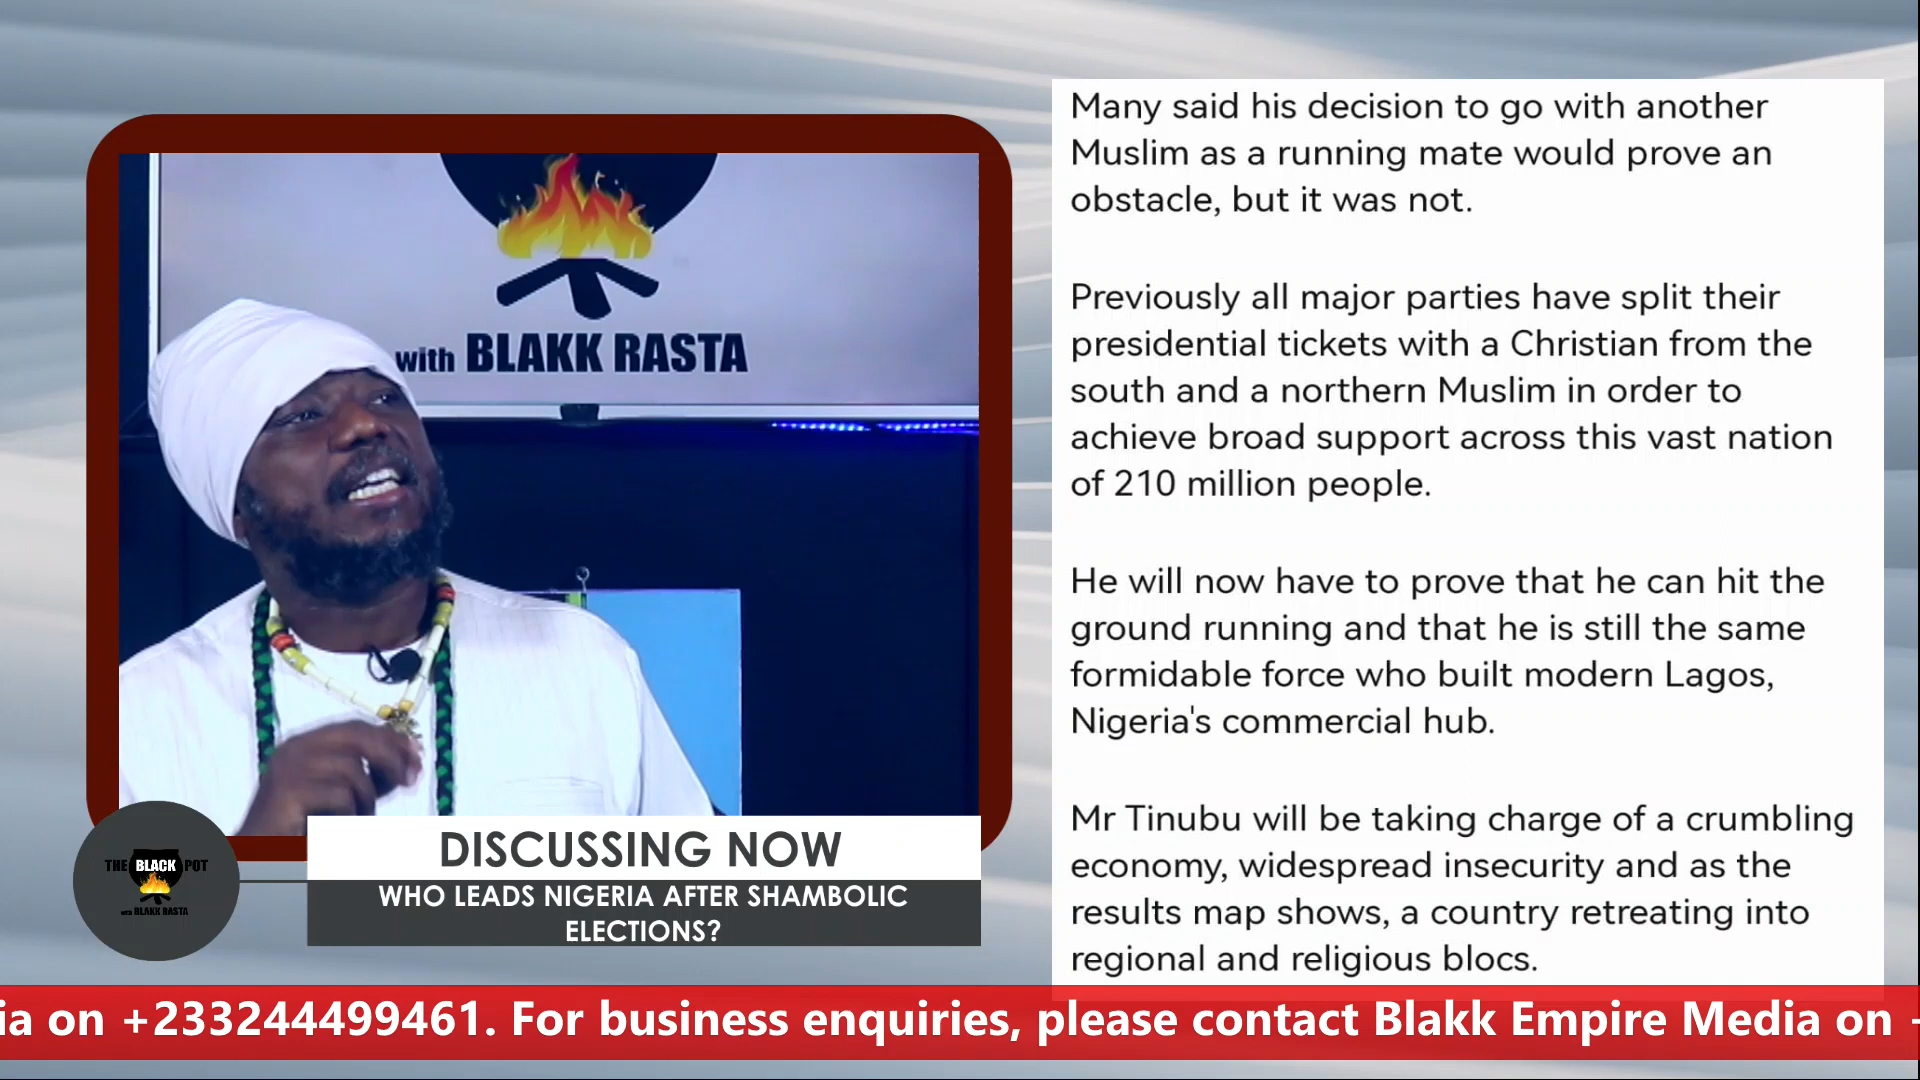 with BLAKK RASTA
THE BLACK POT
with BLAKK RASTA
DISCUSSING NOW
WHO LEADS NIGERIA AFTER SHAMBOLIC
ELECTIONS?
Many said his decision to go with another
Muslim as a running mate would prove an
obstacle, but it was not.
Previously all major parties have split their
presidential tickets with a Christian from the
south and a northern Muslim in order to
achieve broad support across this vast nation
of 210 million people.
He will now have to prove that he can hit the
ground running and that he is still the same
formidable force who built modern Lagos,
Nigeria's commercial hub.
Mr Tinubu will be taking charge of a crumbling
economy, widespread insecurity and as the
results map shows, a country retreating into
regional and religious blocs.
ia on +233244499461. For business enquiries, please contact Blakk Empire Media on